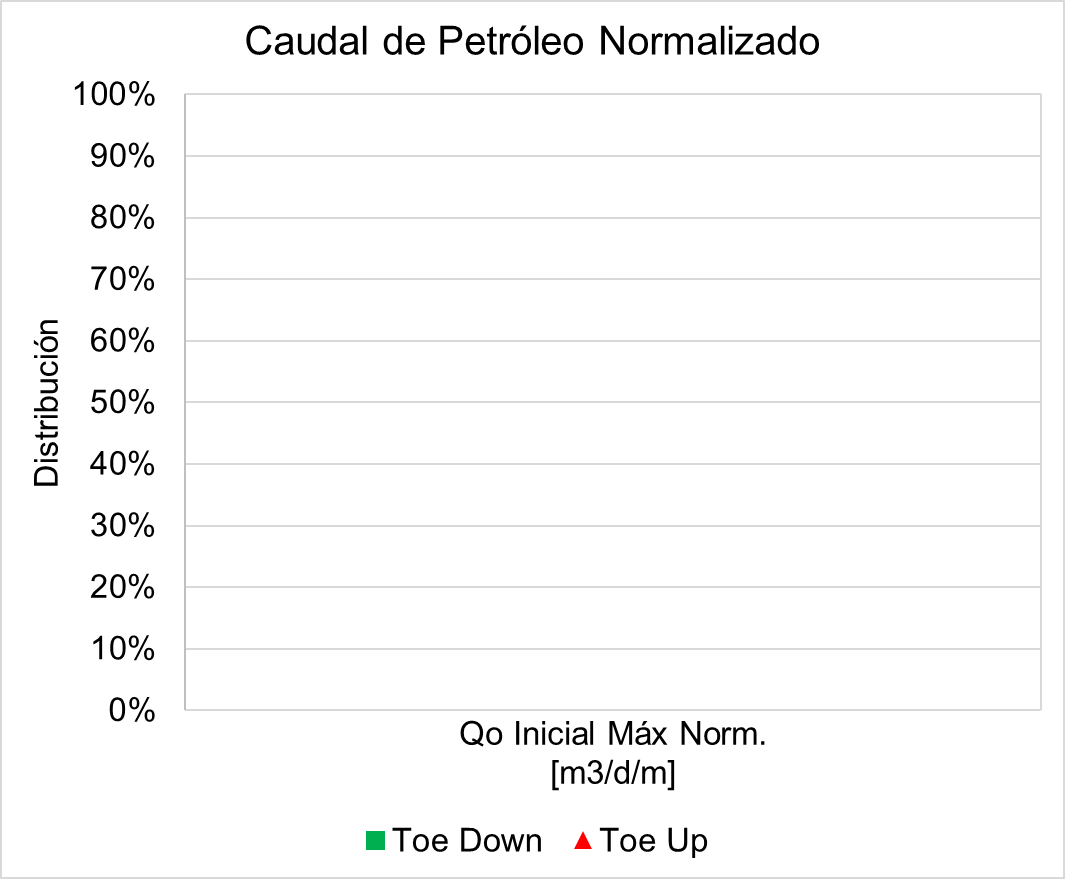 Caudal de Petróleo Normalizado
100%
90%
80%
70%
60%
50%
40%
30%
20%
10%
0%
Distribución
Qo Inicial Máx Norm.
[m3/d/m]
Toe Down
Toe Up